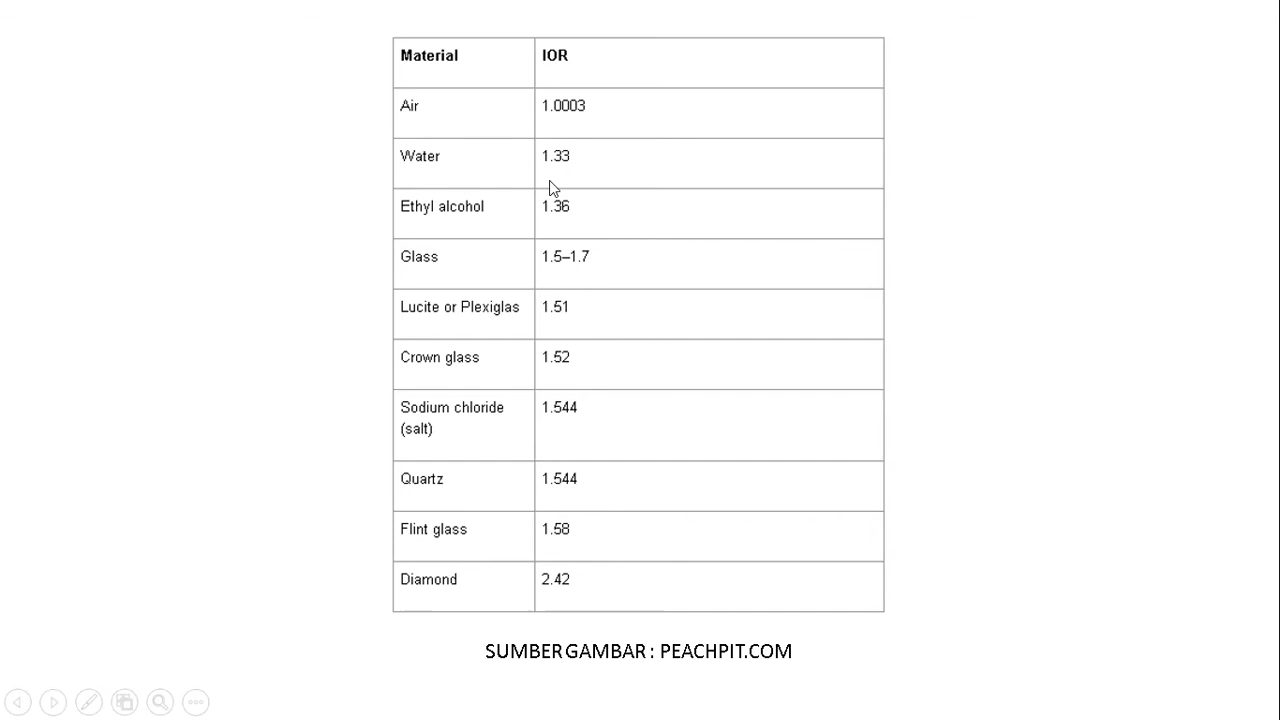 Material IOR
Air 1.0003
Water 1.33
Ethyl alcohol 1.36
Glass 1.5–1.7
Lucite or Plexiglas 1.51
Crown glass 1.52
Sodium chloride 1.544
(salt)
Quartz 1.544
Flint glass 1.58
Diamond 2.42
SUMBER GAMBAR : PEACHPIT.COM